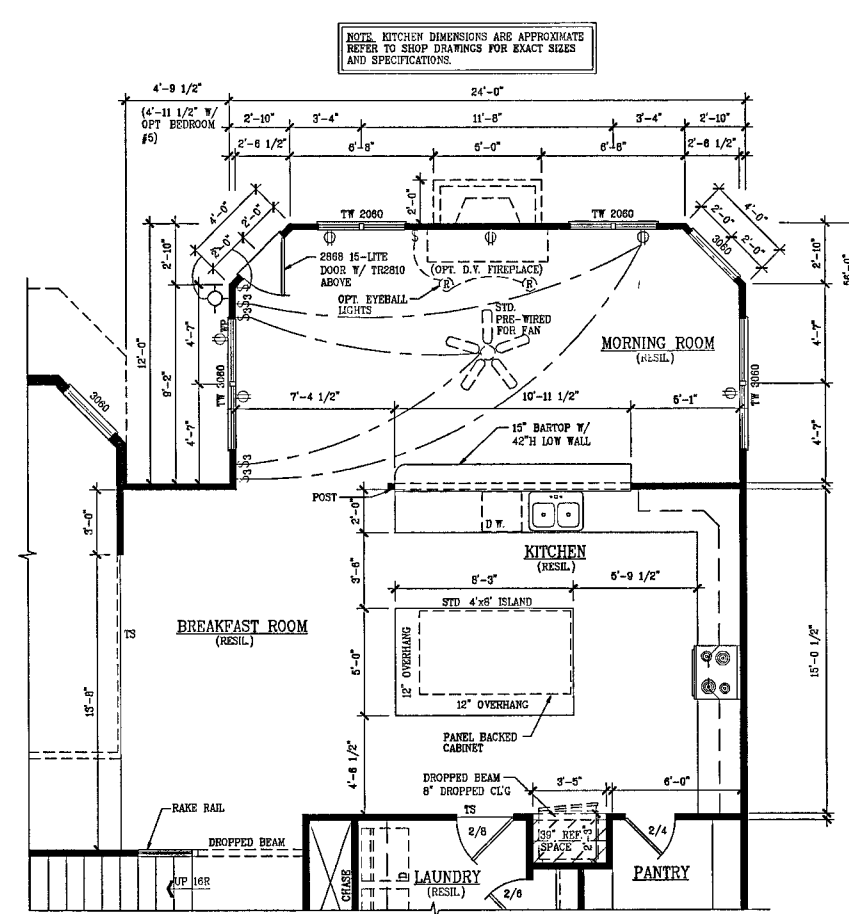 NOTE. KITCHEN DIMENSIONS ARE APPROXIMATE
REFER TO SHOP DRAWINGS FOR EXACT SIZES
AND SPECIFICATIONS.
4'-9 1/2"
24'-0"
(4'-11 1/2" W/
OPT BEDROOM
#5)
2'-10"
3'-4"
11'-8"
3'-4"
2'-10"
2'-6 1/2"
6'-8"
5'-0"
6'-8"
2'-6 1/2"
4'-0"
2'-0"
2'-0"
2'-0"
TW 2060
TW 2060
4'-0"
2'-0"
2'-0"
3060
2'-10"
2868 15-LITE
DOOR W/ TR2810
ABOVE
(OPT. D.V. FIREPLACE)
R
R
OPT. EYEBALL
LIGHTS
STD.
PRE-WIRED
FOR FAN
2'-10"
$3
$3
WP
MORNING ROOM
(RESIL.)
12'-0"
9'-2"
4'-7"
4'-7"
TW 3060
TW 3060
4'-7"
4'-7"
3060
7'-4 1/2"
10'-11 1/2"
5'-1"
15" BARTOP W/
42"H LOW WALL
$3
$3
POST
2'-0"
D.W.
3'-0"
KITCHEN
(RESIL.)
3'-6"
8'-3"
5'-9 1/2"
STD 4'x8' ISLAND
BREAKFAST ROOM
(RESIL.)
TS
12" OVERHANG
12" OVERHANG
5'-0"
15'-0 1/2"
13'-8"
PANEL BACKED
CABINET
4'-6 1/2"
DROPPED BEAM
8" DROPPED CL'G
3'-5"
6'-0"
RAKE RAIL
TS
DROPPED BEAM
2/8
39" REF.
SPACE
2'-3"
2/4
UP 16R
CHASE
D
LAUNDRY
(RESIL.)
2/6
PANTRY